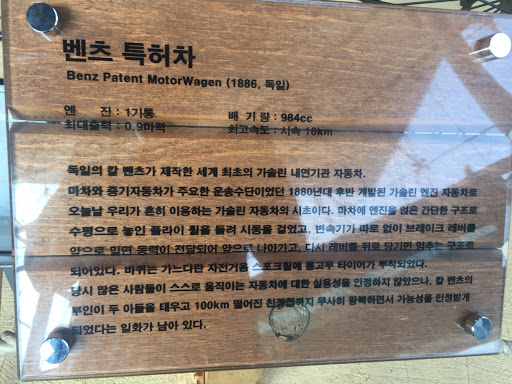 벤츠 특허차
Benz Patent MotorWagen (1886, 독일)
엔 진 : 1기통 배 기 량 : 984cc
최대출력 : 0.9마력 최고속도 : 시속 16km
독일의 칼 벤츠가 제작한 세계 최초의 가솔린 내연기관 자동차.
마차와 증기자동차가 주요한 운송수단이었던 1880년대 후반 개발된 가솔린 엔진 자동차로
오늘날 우리가 흔히 이용하는 가솔린 자동차의 시초이다. 마차에 엔진을 얹은 간단한 구조로
수평으로 놓인 플라이 휠을 돌려 시동을 걸었고, 변속기가 따로 없이 브레이크 레버를
앞으로 밀면 동력이 전달되어 앞으로 나아가고, 다시 레버를 뒤로 당기면 멈추는 구조로
되어있다. 바퀴는 가느다란 자전거용 스포크휠에 통고무 타이어가 부착되었다.
당시 많은 사람들이 스스로 움직이는 자동차에 대한 실용성을 인정하지 않았으나, 칼 벤츠의
부인이 두 아들을 태우고 100km 떨어진 친정집까지 무사히 왕복하면서 가능성을 인정받게
되었다는 일화가 남아 있다.